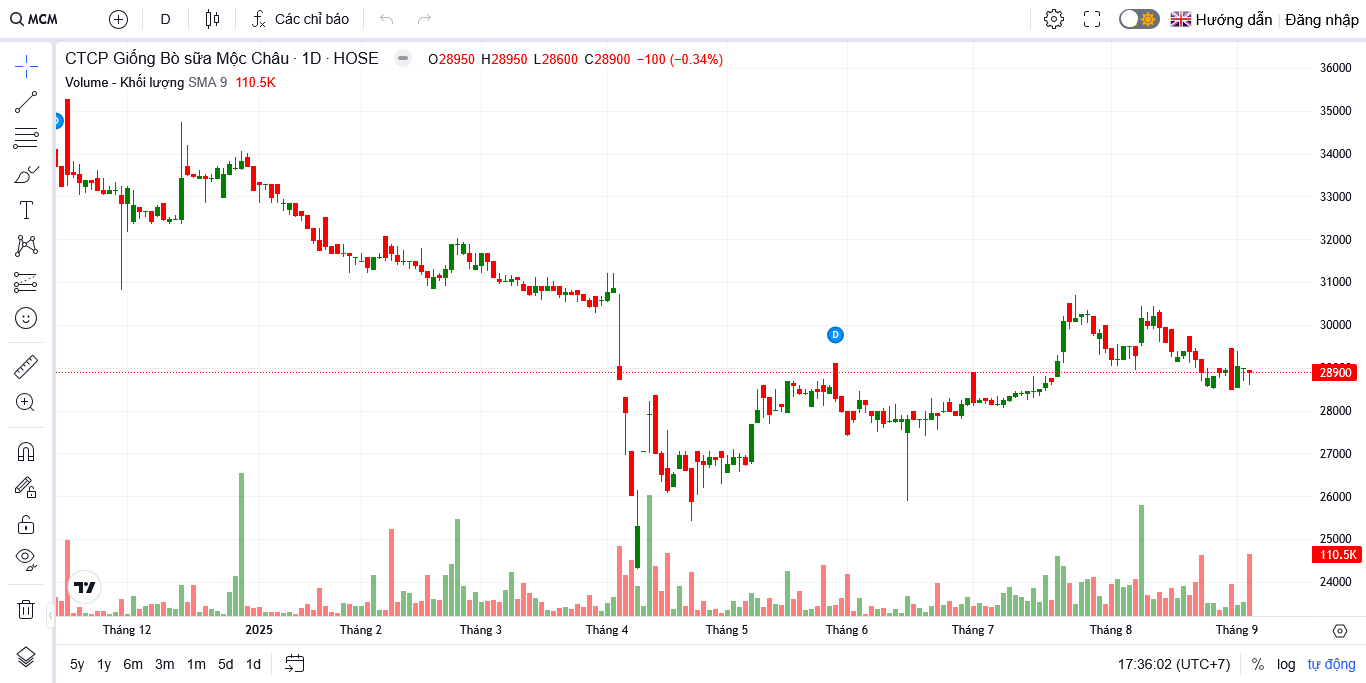 MCM D Các chỉ báo Hướng dẫn Đăng nhập
CTCP Giống Bò sữa Mộc Châu · 1D · HOSE O28950 H28950 L28600 C28900 −100 (−0.34%)
Volume - Khối lượng SMA 9 110.5K
D
D
36000
35000
34000
33000
32000
31000
30000
28900
28000
27000
26000
25000
110.5K
24000
Tháng 12 2025 Tháng 2 Tháng 3 Tháng 4 Tháng 5 Tháng 6 Tháng 7 Tháng 8 Tháng 9
5y 1y 6m 3m 1m 5d 1d 17:36:02 (UTC+7) % log tự động